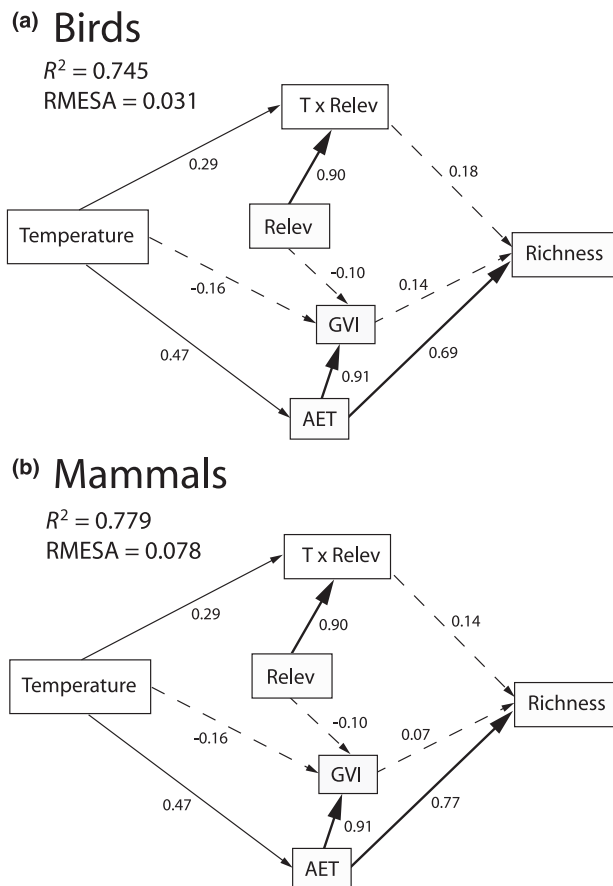 (a) Birds
R² = 0.745
RMESA = 0.031
T x Relev
0.29
0.90
0.18
Relev
Temperature
Richness
-0.10
-0.16
0.14
GVI
0.47
0.91
0.69
AET
(b) Mammals
R² = 0.779
RMESA = 0.078
T x Relev
0.29
0.90
0.14
Relev
Temperature
Richness
-0.10
-0.16
0.07
GVI
0.47
0.91
0.77
AET